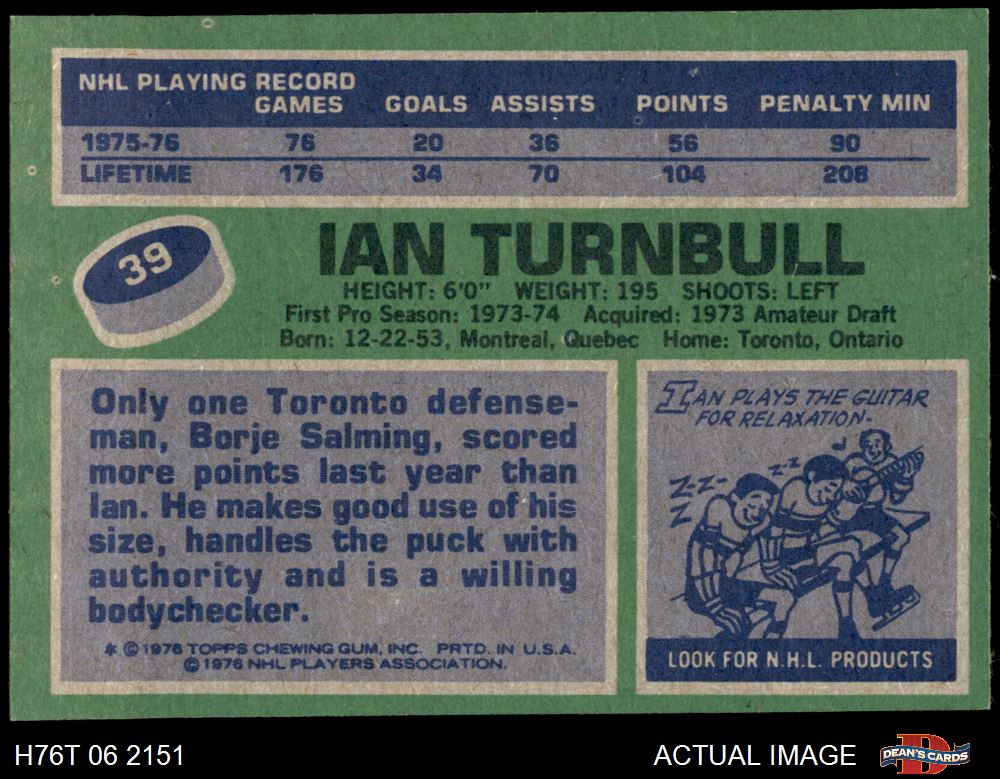 NHL PLAYING RECORD
GAMES GOALS ASSISTS POINTS PENALTY MIN
1975-76 76 20 36 56 90
LIFETIME 176 34 70 104 208
39
IAN TURNBULL
HEIGHT: 6'0" WEIGHT: 195 SHOOTS: LEFT
First Pro Season: 1973-74 Acquired: 1973 Amateur Draft
Born: 12-22-53, Montreal, Quebec Home: Toronto, Ontario
Only one Toronto defense-
man, Borje Salming, scored
more points last year than
Ian. He makes good use of his
size, handles the puck with
authority and is a willing
bodychecker.
* © 1976 TOPPS CHEWING GUM, INC. PRTD. IN U.S.A.
© 1976 NHL PLAYERS ASSOCIATION.
IAN PLAYS THE GUITAR
FOR RELAXATION-
Z-Z-
Z-Z
Z
Z
LOOK FOR N.H.L. PRODUCTS
H76T 06 2151
ACTUAL IMAGE
D
DEAN'S CARDS